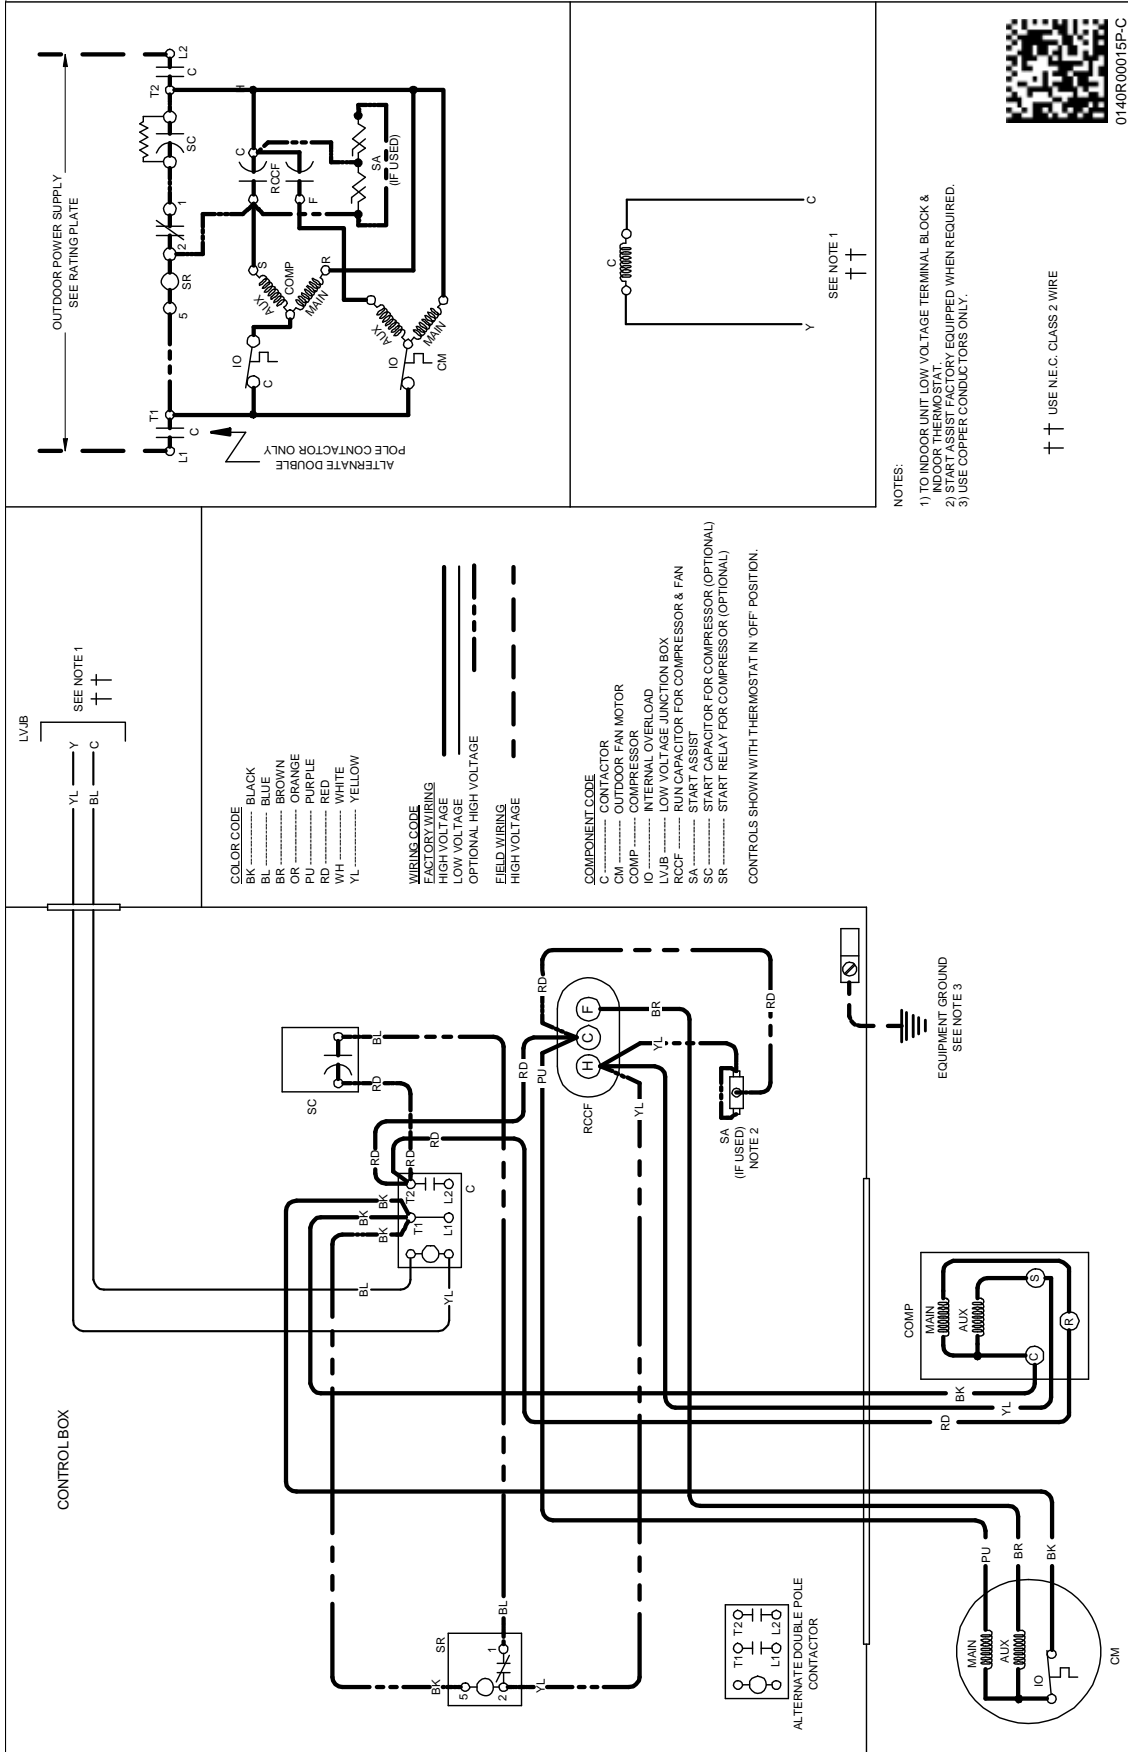 CONTROL BOX
SR
BK
5
2
1
YL
BL
ALTERNATE DOUBLE POLE
CONTACTOR
T1
T2
L1
L2
CM
MAIN
AUX
IO
PU
BR
BK
COMP
MAIN
AUX
C
S
R
RD
YL
BK
BL
YL
BK
BK
BK
T1
T2
L1
L2
C
RD
RD
RD
SC
RD
BL
RD
PU
RD
H
C
F
RCCF
YL
YL
BR
RD
SA
(IF USED)
NOTE 2
EQUIPMENT GROUND
SEE NOTE 3
LVJB
YL
Y
BL
C
SEE NOTE 1
COLOR CODE
BK ---------- BLACK
BL ---------- BLUE
BR ---------- BROWN
OR ---------- ORANGE
PU ---------- PURPLE
RD ---------- RED
WH ---------- WHITE
YL ---------- YELLOW
WIRING CODE
FACTORY WIRING
HIGH VOLTAGE
LOW VOLTAGE
OPTIONAL HIGH VOLTAGE
FIELD WIRING
HIGH VOLTAGE
COMPONENT CODE
C ---------- CONTACTOR
CM ---------- OUTDOOR FAN MOTOR
COMP -------- COMPRESSOR
IO ---------- INTERNAL OVERLOAD
LVJB -------- LOW VOLTAGE JUNCTION BOX
RCCF -------- RUN CAPACITOR FOR COMPRESSOR & FAN
SA ---------- START ASSIST
SC ---------- START CAPACITOR FOR COMPRESSOR (OPTIONAL)
SR ---------- START RELAY FOR COMPRESSOR (OPTIONAL)
CONTROLS SHOWN WITH THERMOSTAT IN 'OFF' POSITION.
OUTDOOR POWER SUPPLY
SEE RATING PLATE
L1
C
T1
5
SR
2
1
SC
T2
C
L2
ALTERNATE DOUBLE
POLE CONTACTOR ONLY
C
IO
AUX
S
COMP
MAIN
R
H
C
RCCF
F
SA
(IF USED)
IO
CM
AUX
MAIN
C
Y
C
SEE NOTE 1
NOTES:
1) TO INDOOR UNIT LOW VOLTAGE TERMINAL BLOCK &
INDOOR THERMOSTAT.
2) START ASSIST FACTORY EQUIPPED WHEN REQUIRED.
3) USE COPPER CONDUCTORS ONLY.
†† USE N.E.C. CLASS 2 WIRE
0140R00015P-C